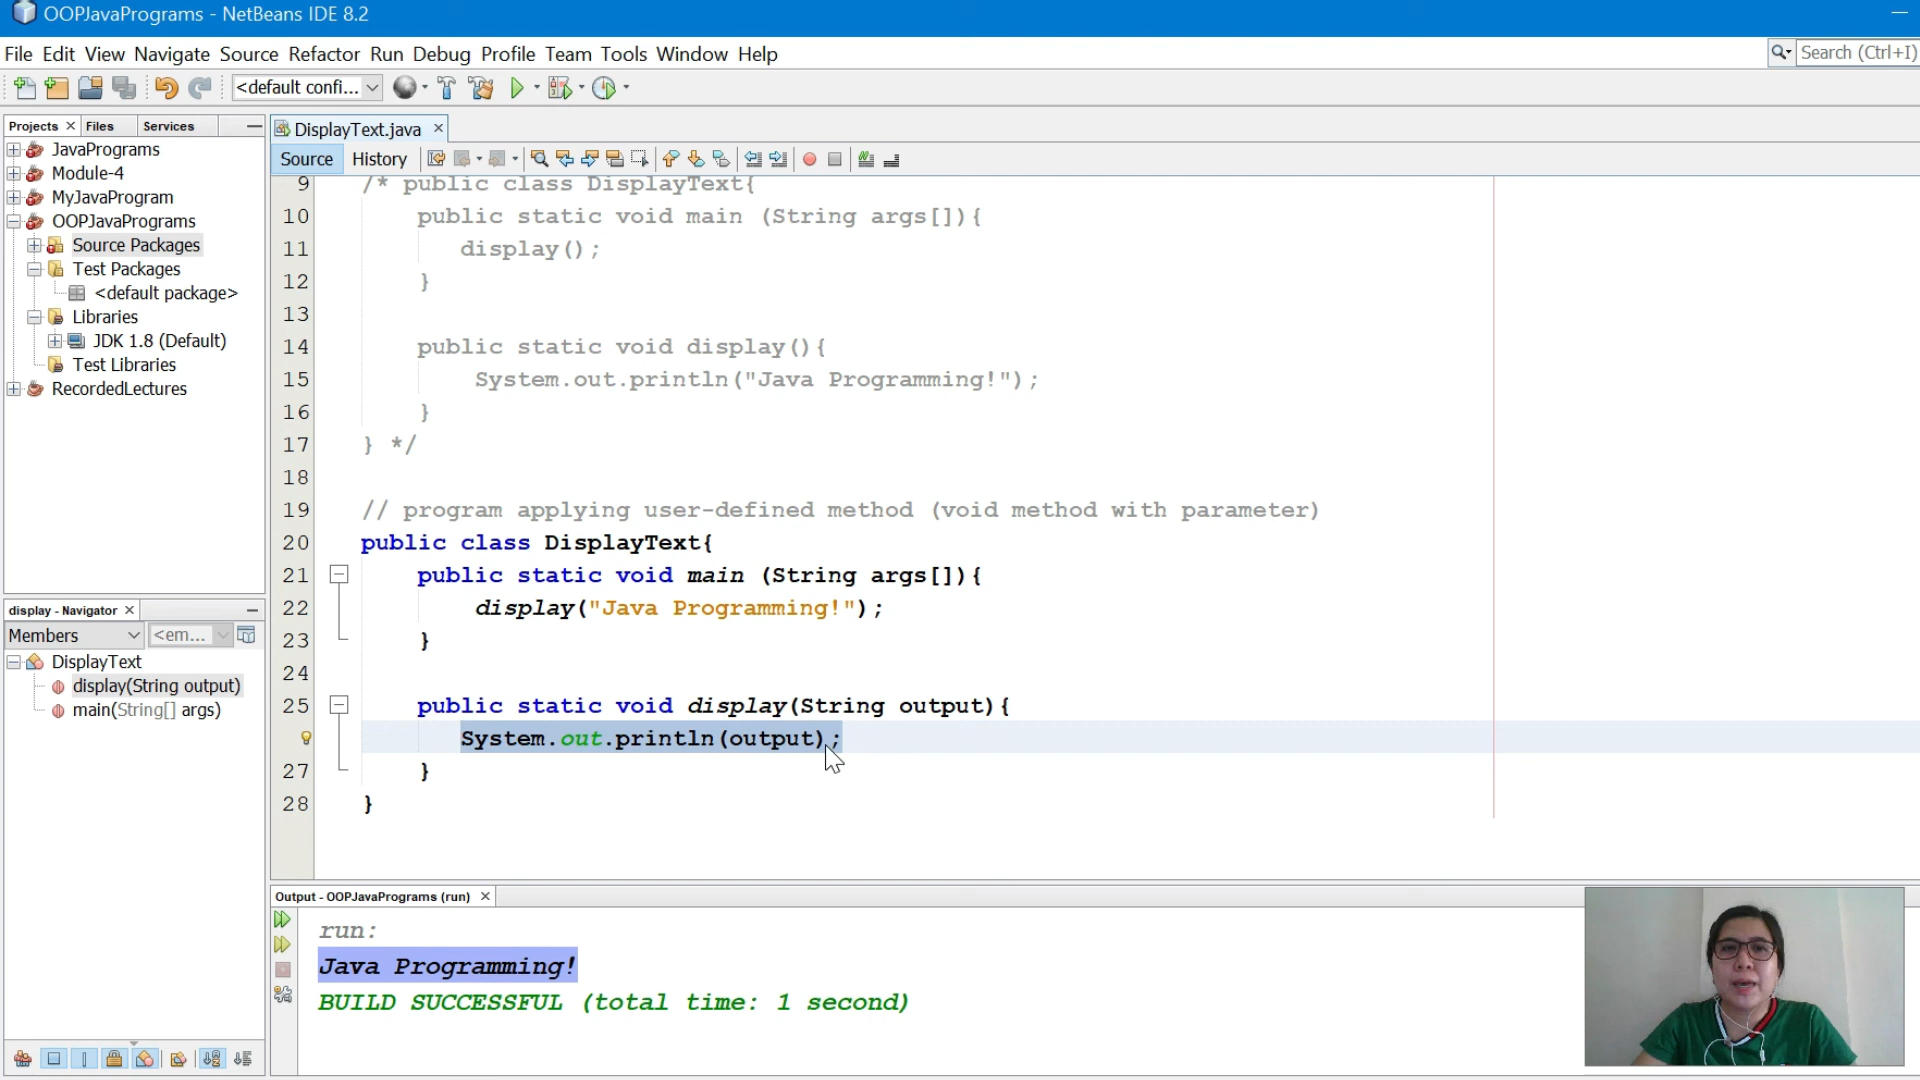 OOPJavaPrograms - NetBeans IDE 8.2
File Edit View Navigate Source Refactor Run Debug Profile Team Tools Window Help
Search (Ctrl+I)
<default confi...
Projects Files Services
JavaPrograms
Module-4
MyJavaProgram
OOPJavaPrograms
Source Packages
Test Packages
<default package>
Libraries
JDK 1.8 (Default)
Test Libraries
RecordedLectures
display - Navigator
Members <em...
DisplayText
display(String output)
main(String[] args)
DisplayText.java
Source History
9 /* public class DisplayText{
10 public static void main (String args[]){
11 display();
12 }
13
14 public static void display(){
15 System.out.println("Java Programming!");
16 }
17 } */
18
19 // program applying user-defined method (void method with parameter)
20 public class DisplayText{
21 public static void main (String args[]){
22 display("Java Programming!");
23 }
24
25 public static void display(String output){
System.out.println(output);
27 }
28 }
Output - OOPJavaPrograms (run)
run:
Java Programming!
BUILD SUCCESSFUL (total time: 1 second)